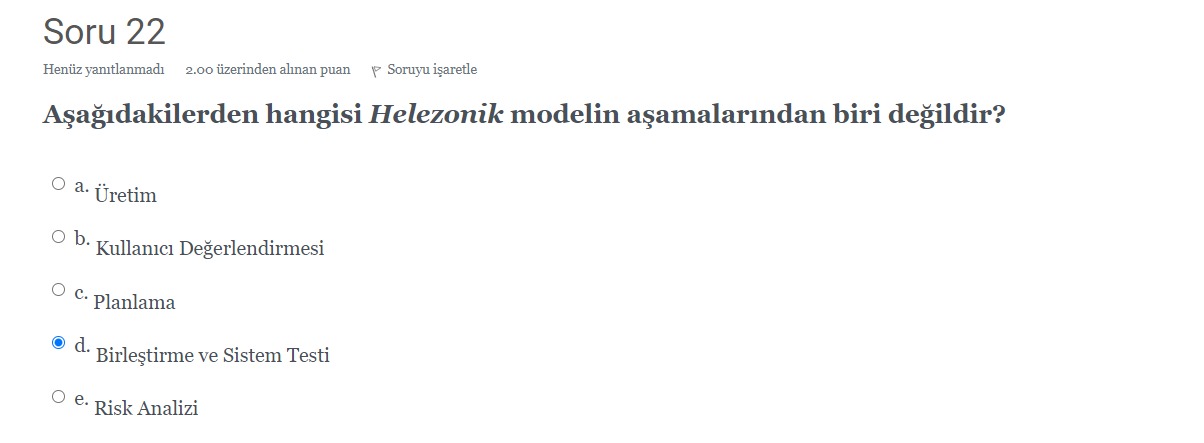 Soru 22
Henüz yanıtlanmadı 2.00 üzerinden alınan puan Soruyu işaretle
Aşağıdakilerden hangisi Helezonik modelin aşamalarından biri değildir?
a. Üretim
b. Kullanıcı Değerlendirmesi
c. Planlama
d. Birleştirme ve Sistem Testi
e. Risk Analizi